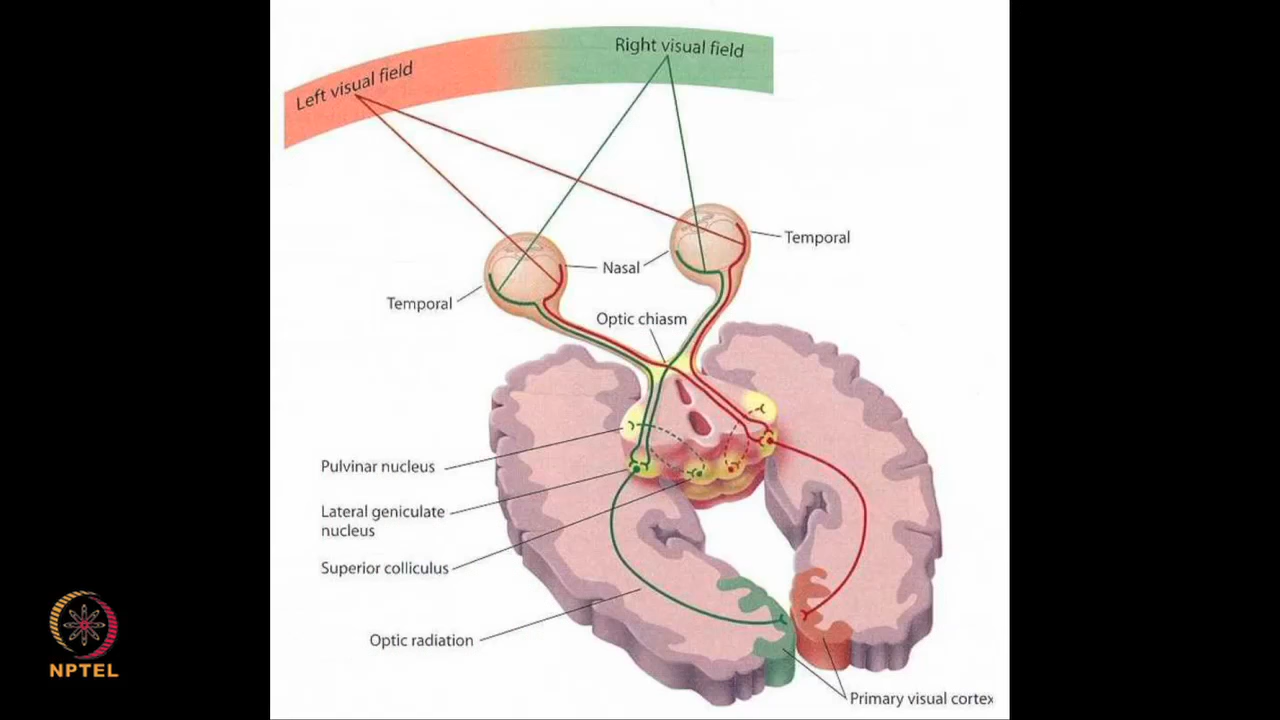 Right visual field
Left visual field
Temporal
Nasal
Temporal
Optic chiasm
Pulvinar nucleus
Lateral geniculate
nucleus
Superior colliculus
Optic radiation
NPTEL
Primary visual cortex